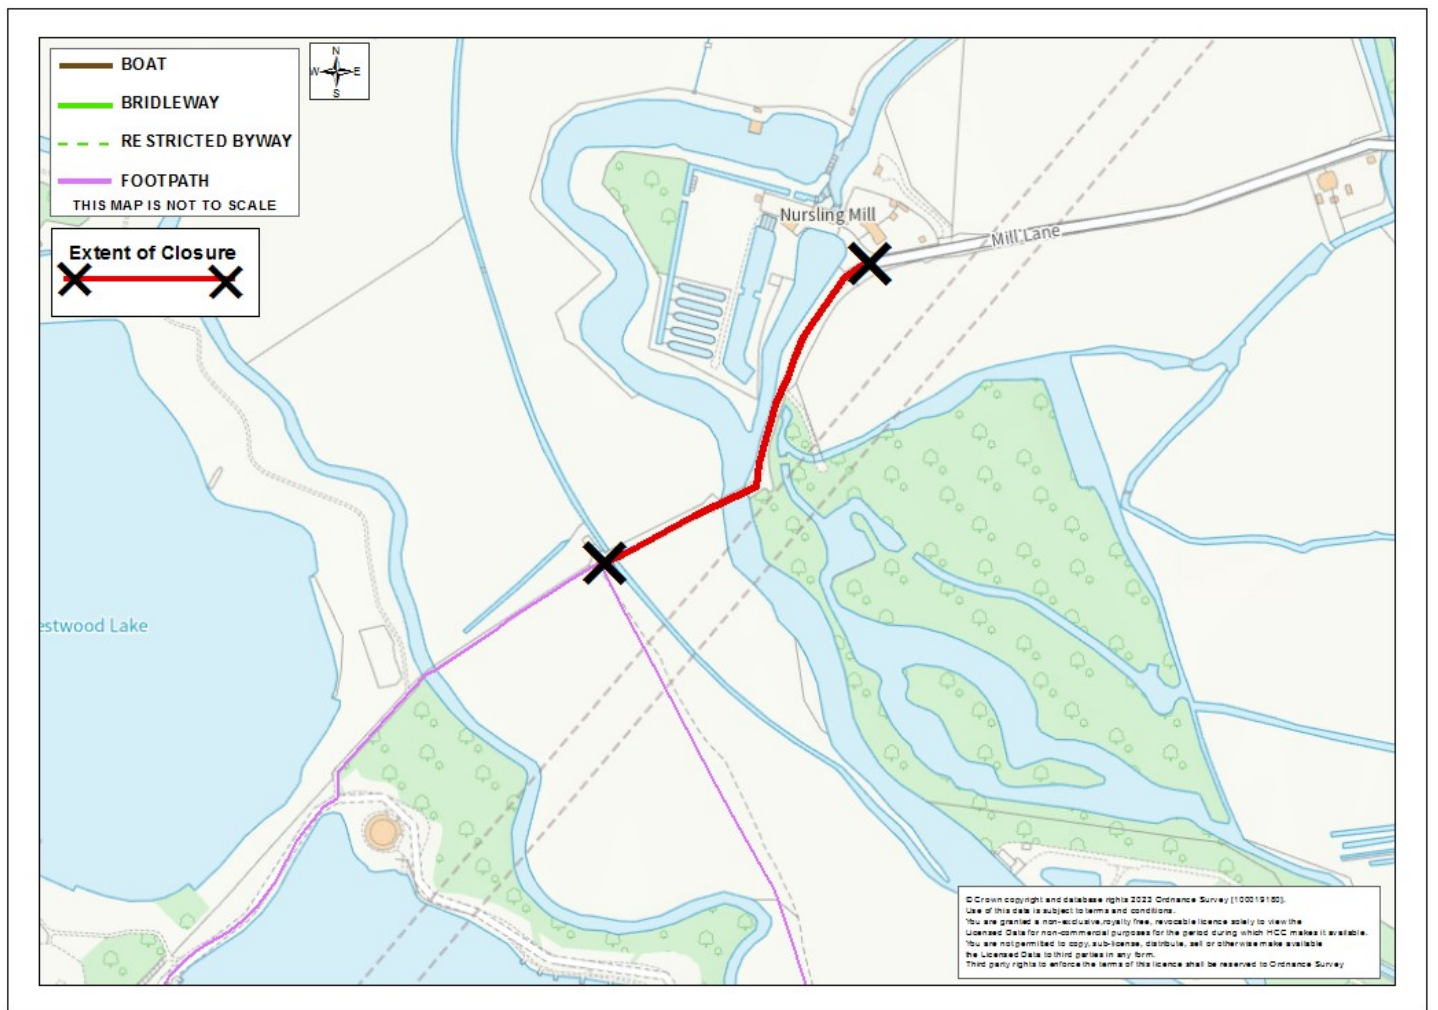 BOAT
BRIDLEWAY
RESTRICTED BYWAY
FOOTPATH
THIS MAP IS NOT TO SCALE
N
W E
S
Extent of Closure
Nursling Mill
Mill Lane
estwood Lake
© Crown copyright and database rights 2023 Ordnance Survey [100019180].
Use of this data is subject to terms and conditions.
You are granted a non-exclusive, royalty free, revocable licence solely to view the
Licensed Data for non-commercial purposes for the period during which HCC makes it available.
You are not permitted to copy, sub-license, distribute, sell or otherwise make available
the Licensed Data to third parties in any form.
Third party rights to enforce the terms of this licence shall be reserved to Ordnance Survey